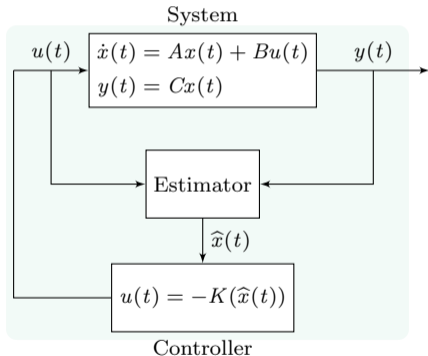 System
u(t)
ẋ(t) = Ax(t) + Bu(t)
y(t) = Cx(t)
y(t)
Estimator
x̂(t)
u(t) = −K(x̂(t))
Controller